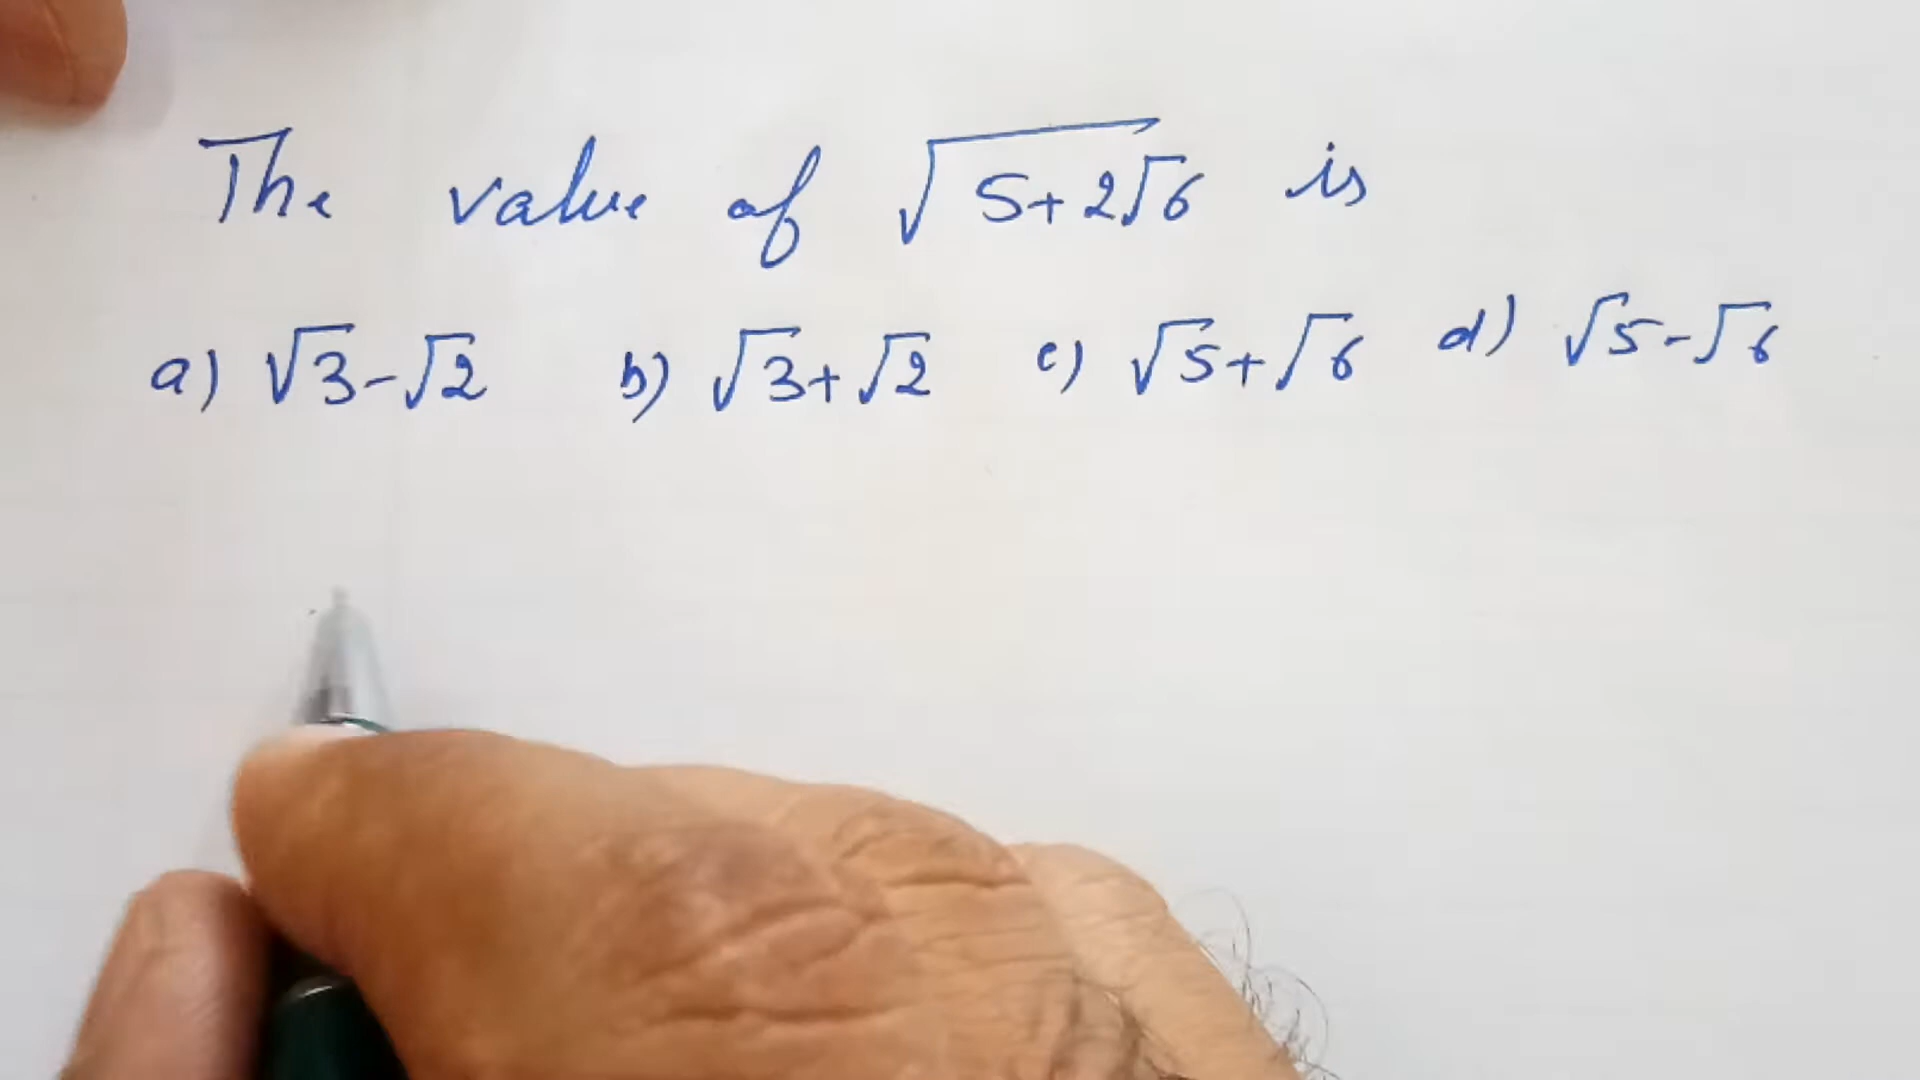 The value of √(5+2√6) is
a) √3-√2 b) √3+√2 c) √5+√6 d) √5-√6